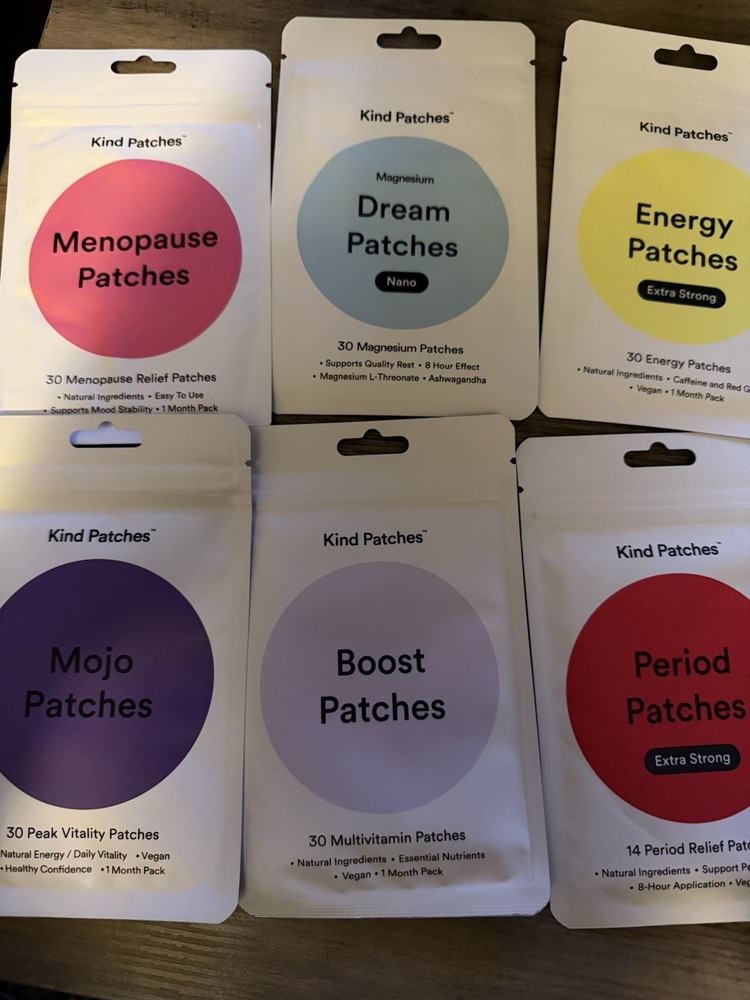 Kind Patches™
Menopause
Patches
30 Menopause Relief Patches
• Natural Ingredients • Easy To Use
• Supports Mood Stability • 1 Month Pack
Kind Patches™
Magnesium
Dream
Patches
Nano
30 Magnesium Patches
• Supports Quality Rest • 8 Hour Effect
• Magnesium L-Threonate • Ashwagandha
Kind Patches™
Energy
Patches
Extra Strong
30 Energy Patches
• Natural Ingredients • Caffeine and Red G
• Vegan • 1 Month Pack
Kind Patches™
Mojo
Patches
30 Peak Vitality Patches
Natural Energy / Daily Vitality • Vegan
• Healthy Confidence • 1 Month Pack
Kind Patches™
Boost
Patches
30 Multivitamin Patches
• Natural Ingredients • Essential Nutrients
• Vegan • 1 Month Pack
Kind Patches™
Period
Patches
Extra Strong
14 Period Relief Patc
• Natural Ingredients • Support Pe
• 8-Hour Application • Veg